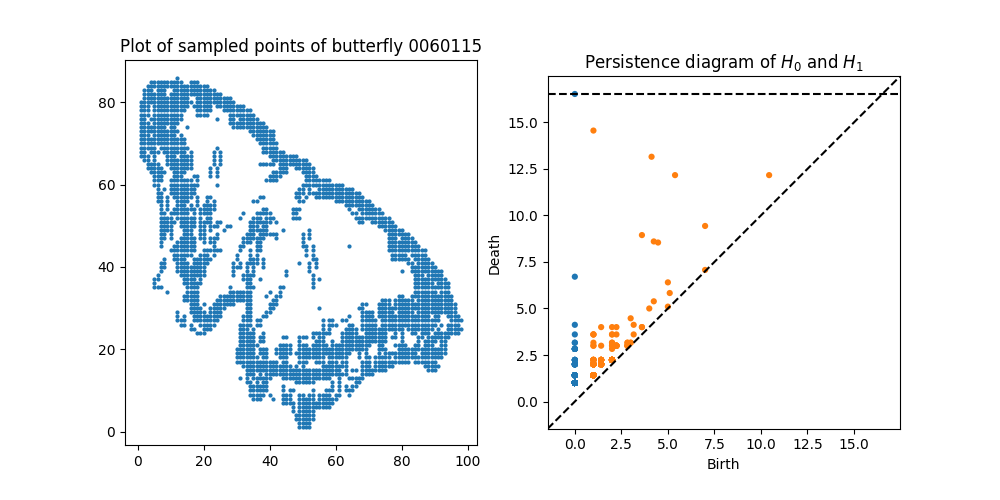 Plot of sampled points of butterfly 0060115
80
60
40
20
0
0 20 40 60 80 100
Persistence diagram of H₀ and H₁
15.0
12.5
10.0
7.5
5.0
2.5
0.0
Death
0.0 2.5 5.0 7.5 10.0 12.5 15.0
Birth